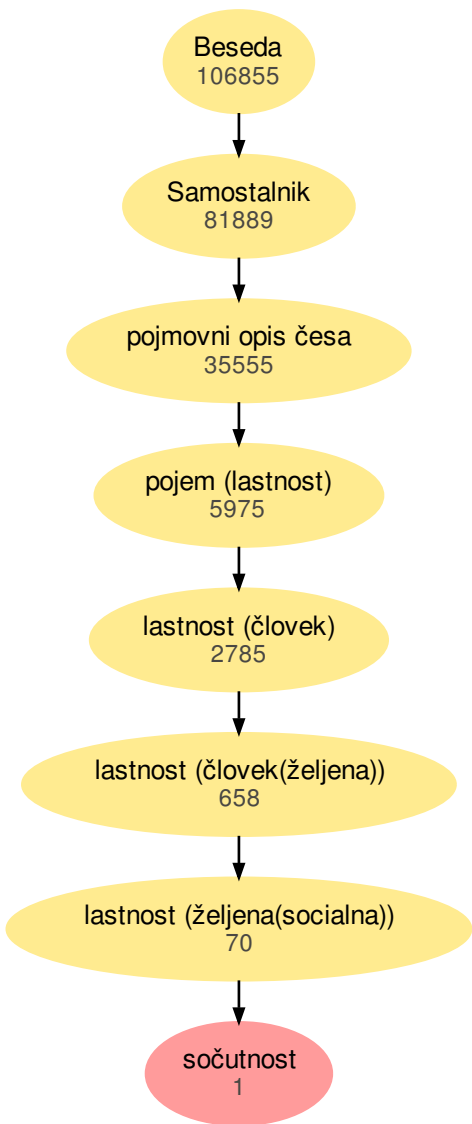 Beseda
106855
Samostalnik
81889
pojmovni opis česa
35555
pojem (lastnost)
5975
lastnost (človek)
2785
lastnost (človek(željena))
658
lastnost (željena(socialna))
70
sočutnost
1